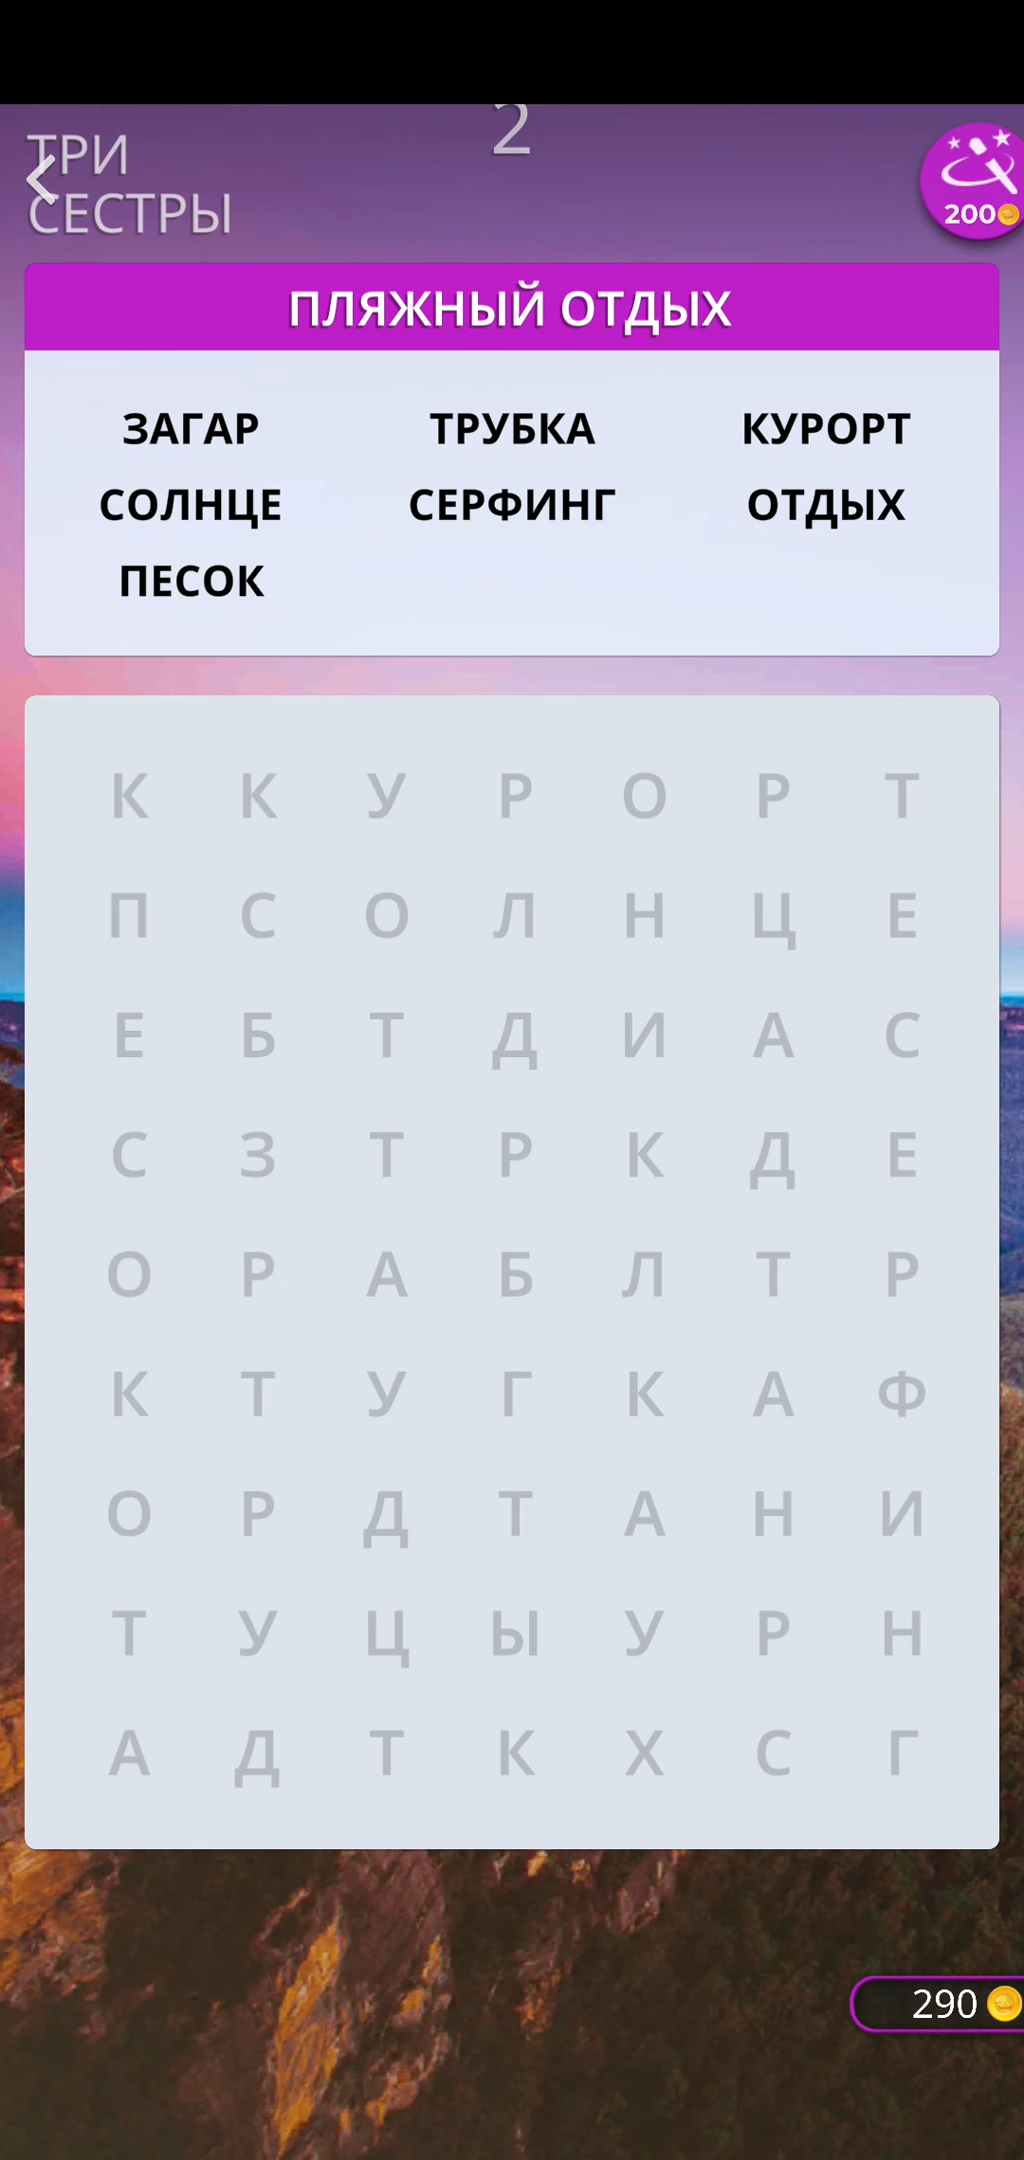 2
ТРИ
СЕСТРЫ
200
ПЛЯЖНЫЙ ОТДЫХ
ЗАГАР ТРУБКА КУРОРТ
СОЛНЦЕ СЕРФИНГ ОТДЫХ
ПЕСОК
К К У Р О Р Т
П С О Л Н Ц Е
Е Б Т Д И А С
С З Т Р К Д Е
О Р А Б Л Т Р
К Т У Г К А Ф
О Р Д Т А Н И
Т У Ц Ы У Р Н
А Д Т К Х С Г
290